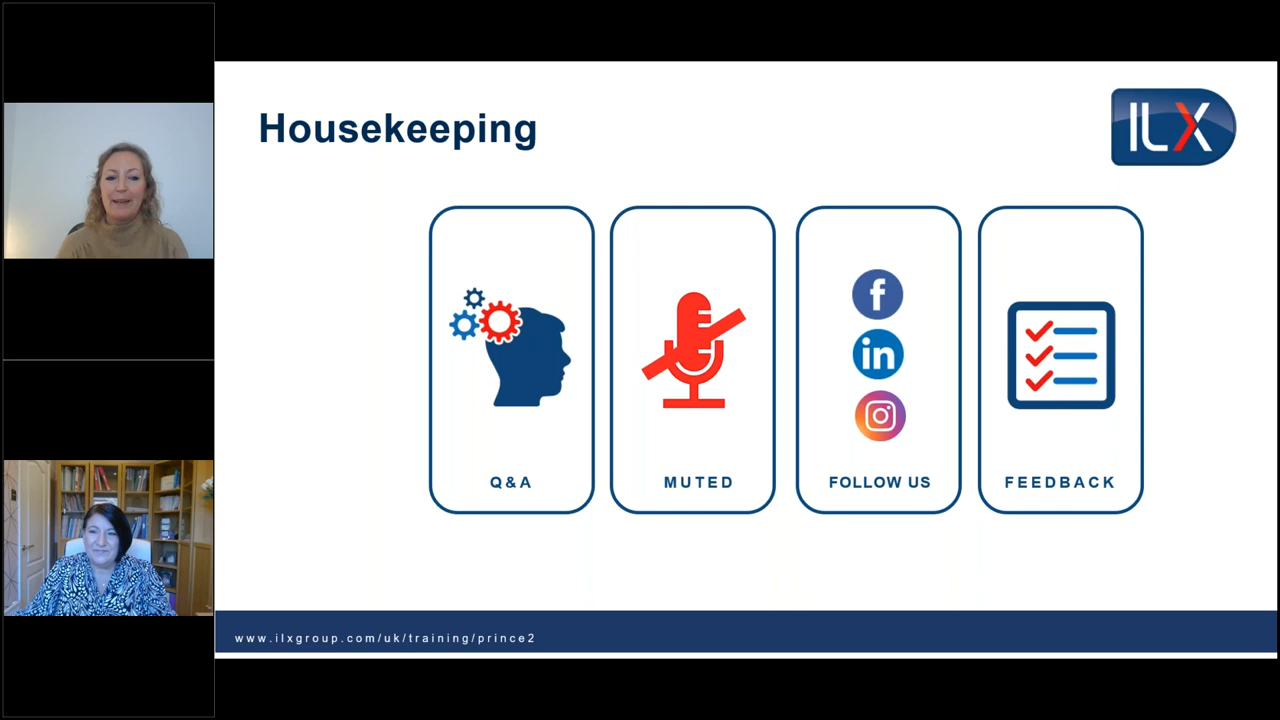 Housekeeping
ILX
Q&A
MUTED
FOLLOW US
FEEDBACK
www.ilxgroup.com/uk/training/prince2